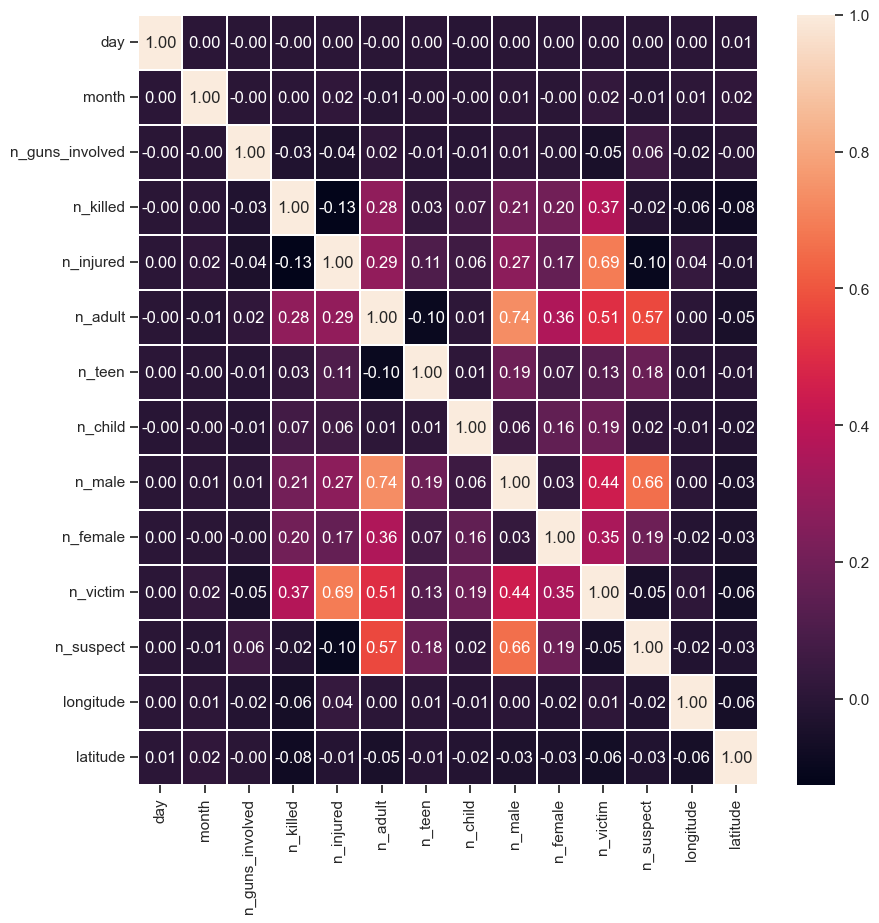 day 1.00 0.00 -0.00 -0.00 0.00 -0.00 0.00 -0.00 0.00 0.00 0.00 0.00 0.00 0.01
month 0.00 1.00 -0.00 0.00 0.02 -0.01 -0.00 -0.00 0.01 -0.00 0.02 -0.01 0.01 0.02
n_guns_involved -0.00 -0.00 1.00 -0.03 -0.04 0.02 -0.01 -0.01 0.01 -0.00 -0.05 0.06 -0.02 -0.00
n_killed -0.00 0.00 -0.03 1.00 -0.13 0.28 0.03 0.07 0.21 0.20 0.37 -0.02 -0.06 -0.08
n_injured 0.00 0.02 -0.04 -0.13 1.00 0.29 0.11 0.06 0.27 0.17 0.69 -0.10 0.04 -0.01
n_adult -0.00 -0.01 0.02 0.28 0.29 1.00 -0.10 0.01 0.74 0.36 0.51 0.57 0.00 -0.05
n_teen 0.00 -0.00 -0.01 0.03 0.11 -0.10 1.00 0.01 0.19 0.07 0.13 0.18 0.01 -0.01
n_child -0.00 -0.00 -0.01 0.07 0.06 0.01 0.01 1.00 0.06 0.16 0.19 0.02 -0.01 -0.02
n_male 0.00 0.01 0.01 0.21 0.27 0.74 0.19 0.06 1.00 0.03 0.44 0.66 0.00 -0.03
n_female 0.00 -0.00 -0.00 0.20 0.17 0.36 0.07 0.16 0.03 1.00 0.35 0.19 -0.02 -0.03
n_victim 0.00 0.02 -0.05 0.37 0.69 0.51 0.13 0.19 0.44 0.35 1.00 -0.05 0.01 -0.06
n_suspect 0.00 -0.01 0.06 -0.02 -0.10 0.57 0.18 0.02 0.66 0.19 -0.05 1.00 -0.02 -0.03
longitude 0.00 0.01 -0.02 -0.06 0.04 0.00 0.01 -0.01 0.00 -0.02 0.01 -0.02 1.00 -0.06
latitude 0.01 0.02 -0.00 -0.08 -0.01 -0.05 -0.01 -0.02 -0.03 -0.03 -0.06 -0.03 -0.06 1.00
day
month
n_guns_involved
n_killed
n_injured
n_adult
n_teen
n_child
n_male
n_female
n_victim
n_suspect
longitude
latitude
1.0
0.8
0.6
0.4
0.2
0.0